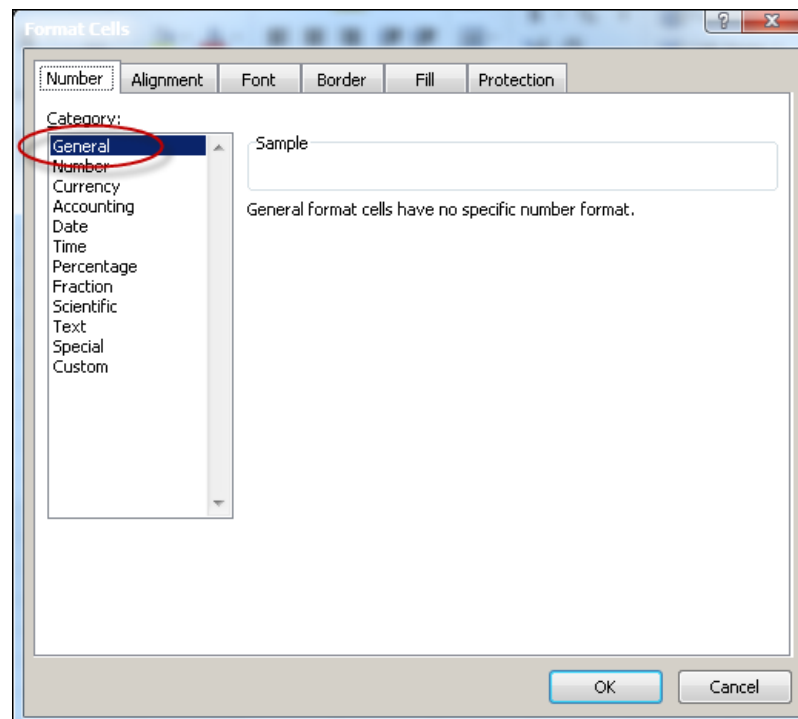 Format Cells
Number Alignment Font Border Fill Protection
Category:
General
Number
Currency
Accounting
Date
Time
Percentage
Fraction
Scientific
Text
Special
Custom
Sample
General format cells have no specific number format.
OK Cancel